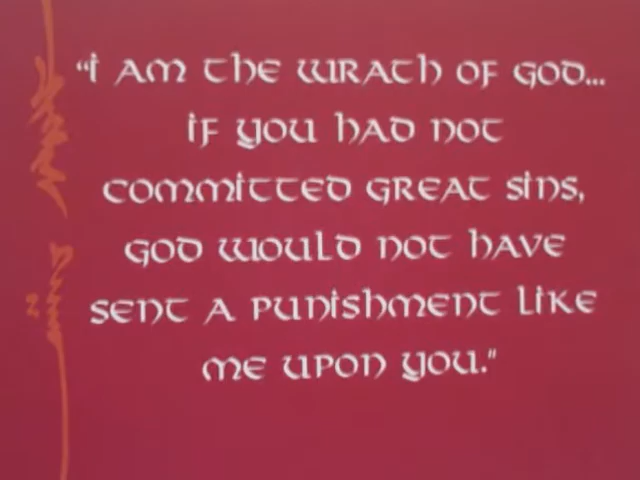 "I AM THE WRATH OF GOD...
IF YOU HAD NOT
COMMITTED GREAT SINS,
GOD WOULD NOT HAVE
SENT A PUNISHMENT LIKE
ME UPON YOU."